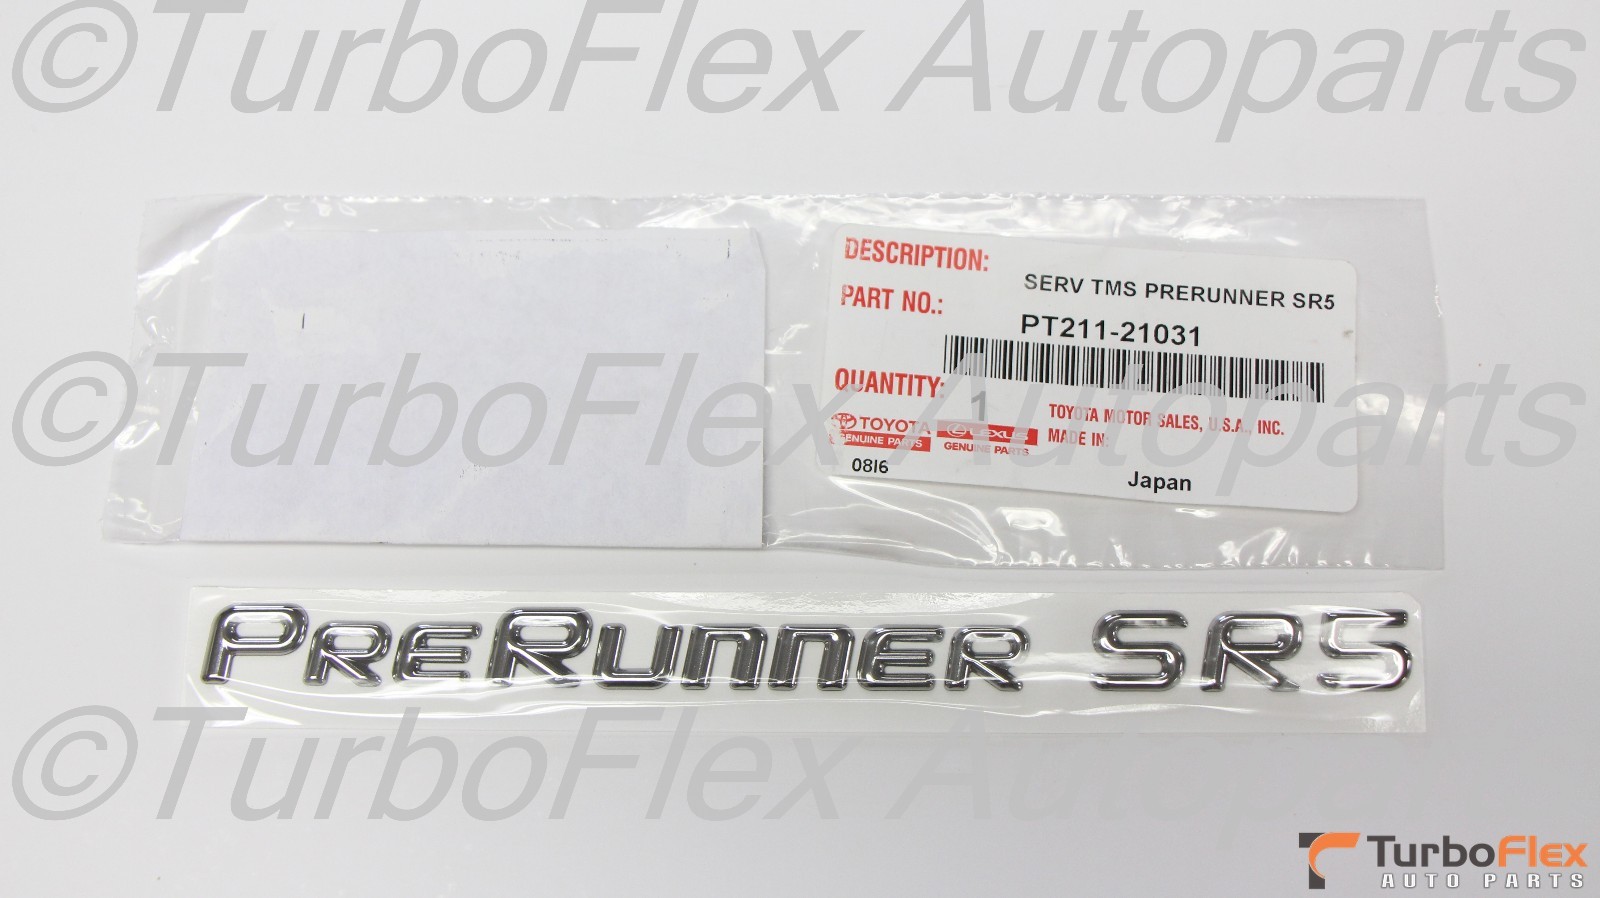 ©TurboFlex Autoparts
DESCRIPTION:
SERV TMS PRERUNNER SR5
PART NO.:
PT211-21031
©TurboFlex Autoparts
QUANTITY:
1
TOYOTA
GENUINE PARTS
LEXUS
GENUINE PARTS
TOYOTA MOTOR SALES, U.S.A., INC.
MADE IN:
0816
Japan
PRERUNNER SR5
©TurboFlex Autoparts
TurboFlex
AUTO PARTS